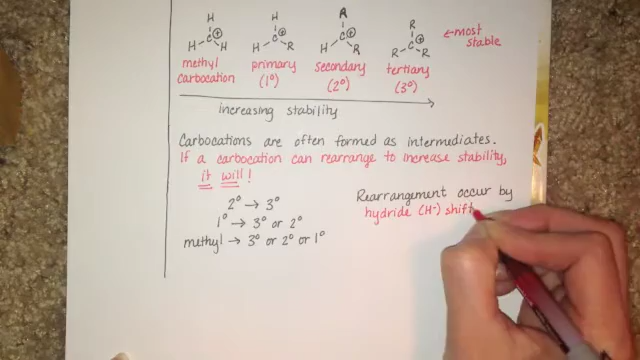 H H R R
C⊕ C⊕ C⊕ C⊕
H H H R H R R R
←most stable
methyl carbocation
primary (1°)
secondary (2°)
tertiary (3°)
increasing stability
Carbocations are often formed as intermediates.
If a carbocation can rearrange to increase stability,
it will!
2° → 3°
1° → 3° or 2°
methyl → 3° or 2° or 1°
Rearrangement occur by
hydride (H⁻) shift